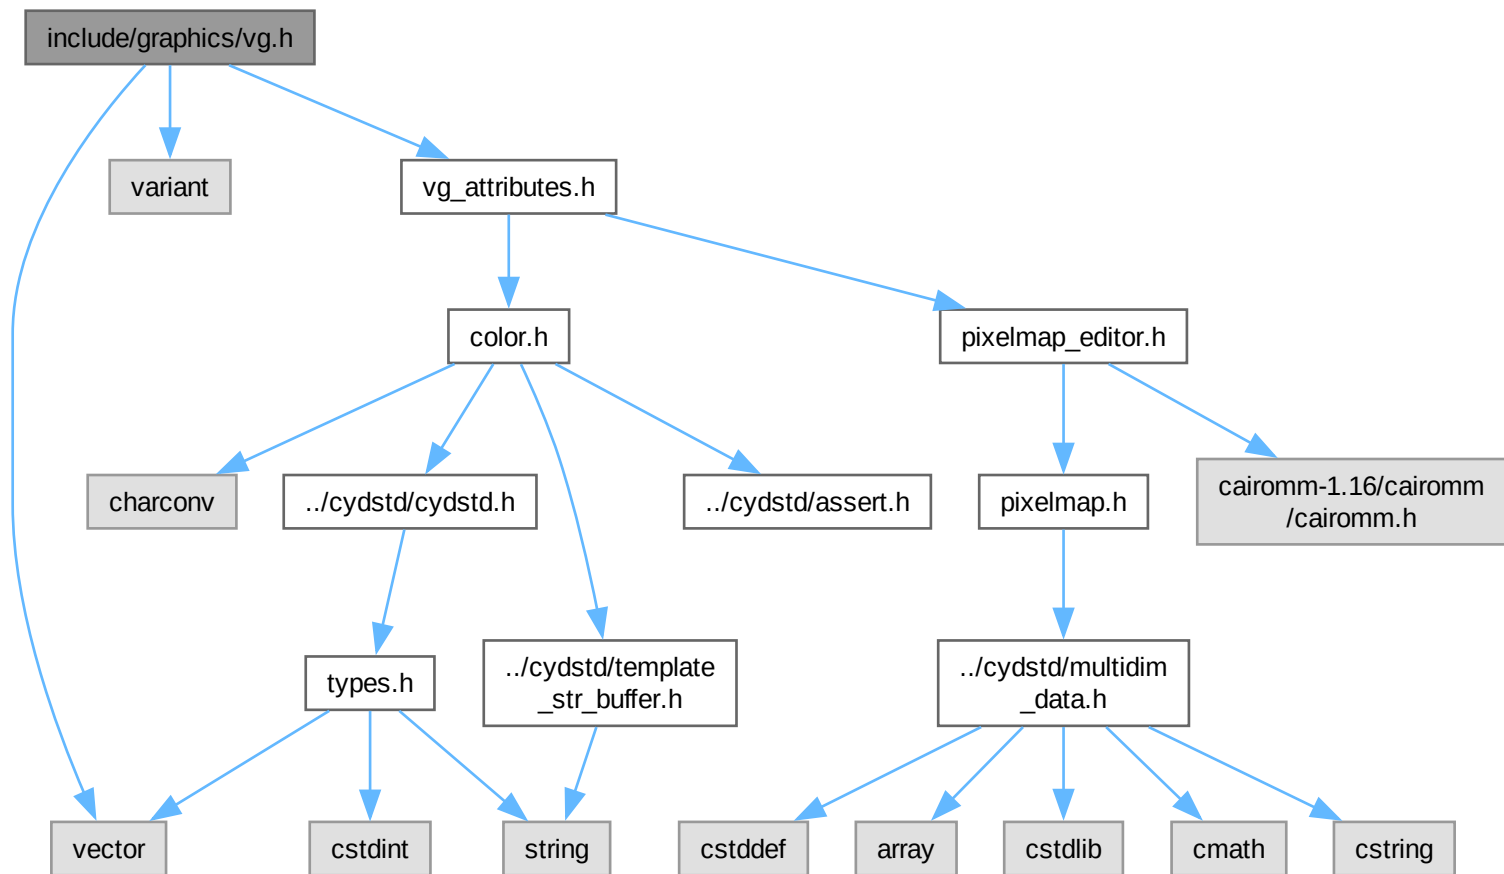 include/graphics/vg.h
variant
vg_attributes.h
color.h
pixelmap_editor.h
charconv
../cydstd/cydstd.h
../cydstd/assert.h
pixelmap.h
cairomm-1.16/cairomm
/cairomm.h
types.h
../cydstd/template
_str_buffer.h
../cydstd/multidim
_data.h
vector
cstdint
string
cstddef
array
cstdlib
cmath
cstring